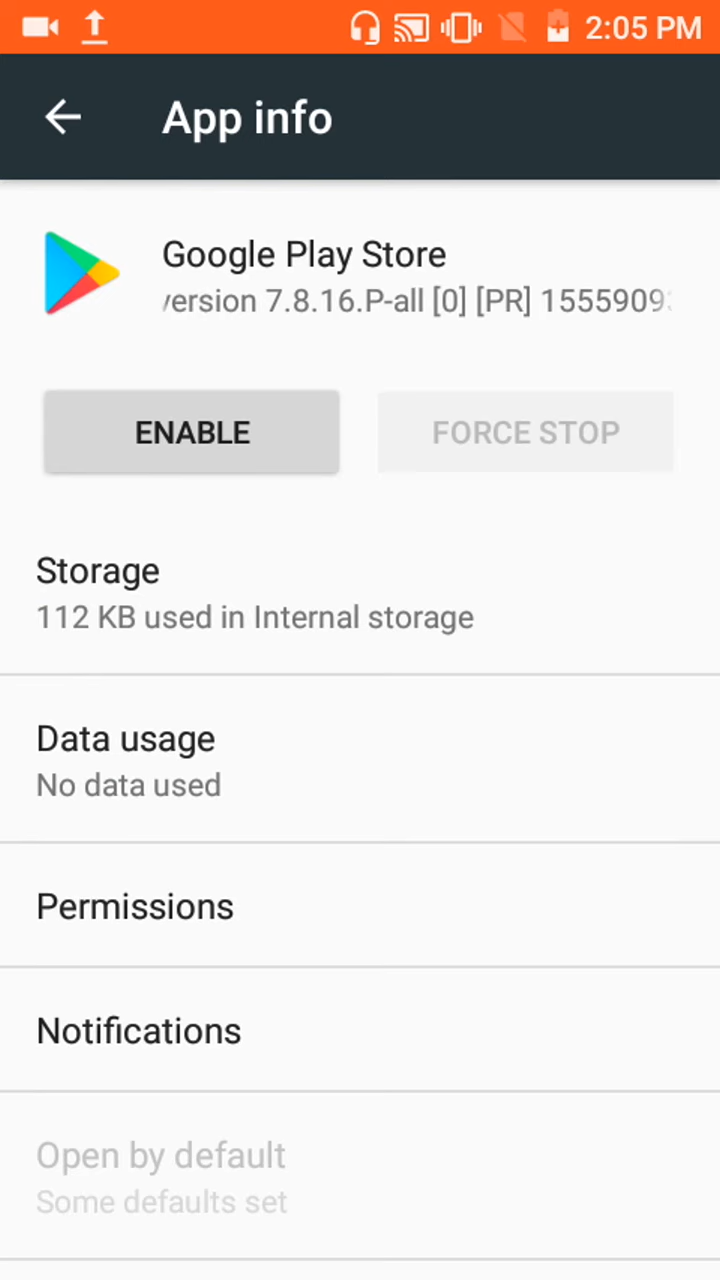 2:05 PM
App info
Google Play Store
version 7.8.16.P-all [0] [PR] 1555909
ENABLE
FORCE STOP
Storage
112 KB used in Internal storage
Data usage
No data used
Permissions
Notifications
Open by default
Some defaults set